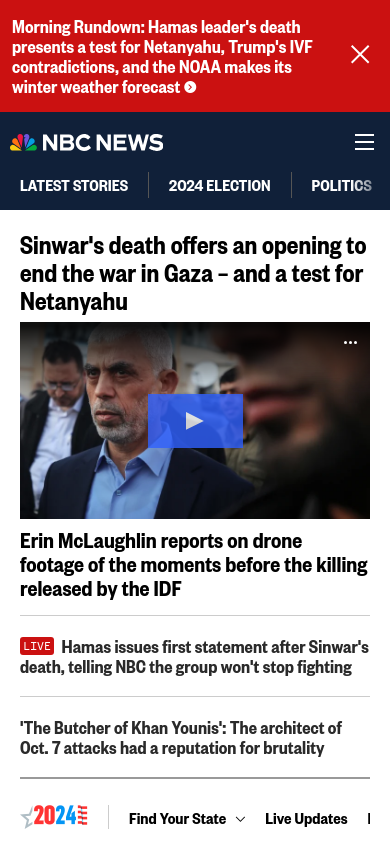 Morning Rundown: Hamas leader's death
presents a test for Netanyahu, Trump's IVF
contradictions, and the NOAA makes its
winter weather forecast
NBC NEWS
LATEST STORIES
2024 ELECTION
POLITICS
Sinwar's death offers an opening to
end the war in Gaza – and a test for
Netanyahu
Erin McLaughlin reports on drone
footage of the moments before the killing
released by the IDF
LIVE Hamas issues first statement after Sinwar's
death, telling NBC the group won't stop fighting
'The Butcher of Khan Younis': The architect of
Oct. 7 attacks had a reputation for brutality
2024
Find Your State
Live Updates